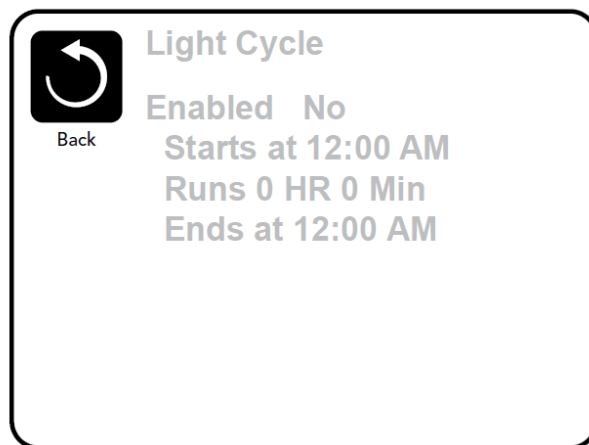 Light Cycle
Back
Enabled No
Starts at 12:00 AM
Runs 0 HR 0 Min
Ends at 12:00 AM